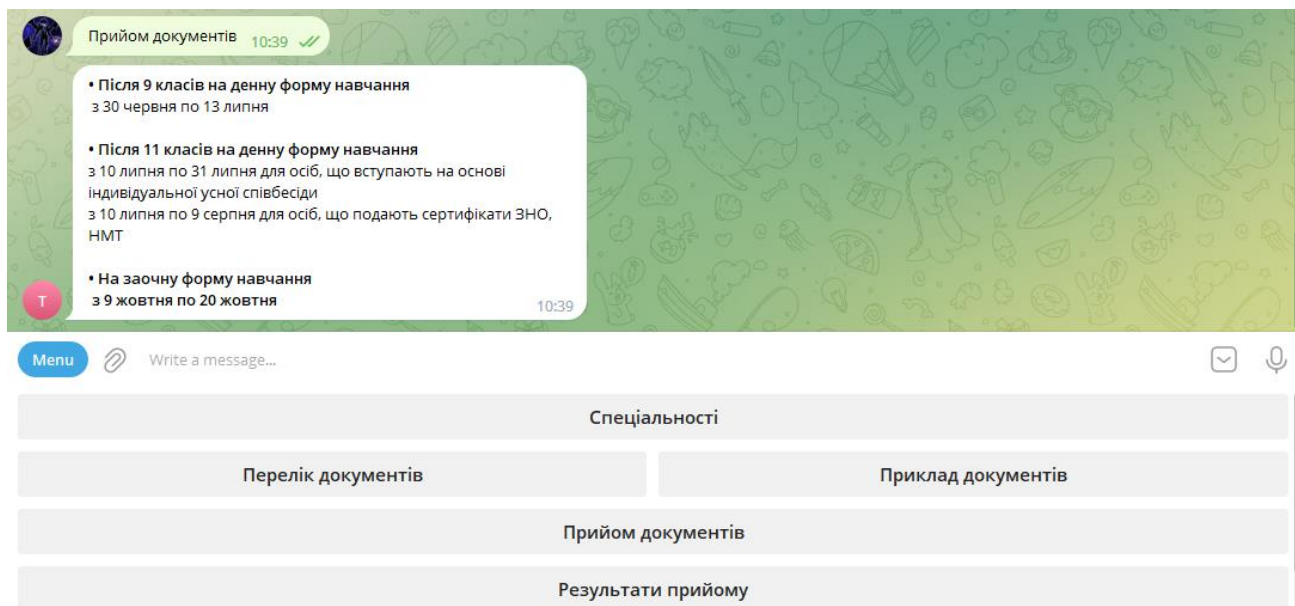 Прийом документів 10:39
• Після 9 класів на денну форму навчання
з 30 червня по 13 липня
• Після 11 класів на денну форму навчання
з 10 липня по 31 липня для осіб, що вступають на основі
індивідуальної усної співбесіди
з 10 липня по 9 серпня для осіб, що подають сертифікати ЗНО,
НМТ
• На заочну форму навчання
з 9 жовтня по 20 жовтня
10:39
Т
Menu
Write a message...
Спеціальності
Перелік документів
Приклад документів
Прийом документів
Результати прийому